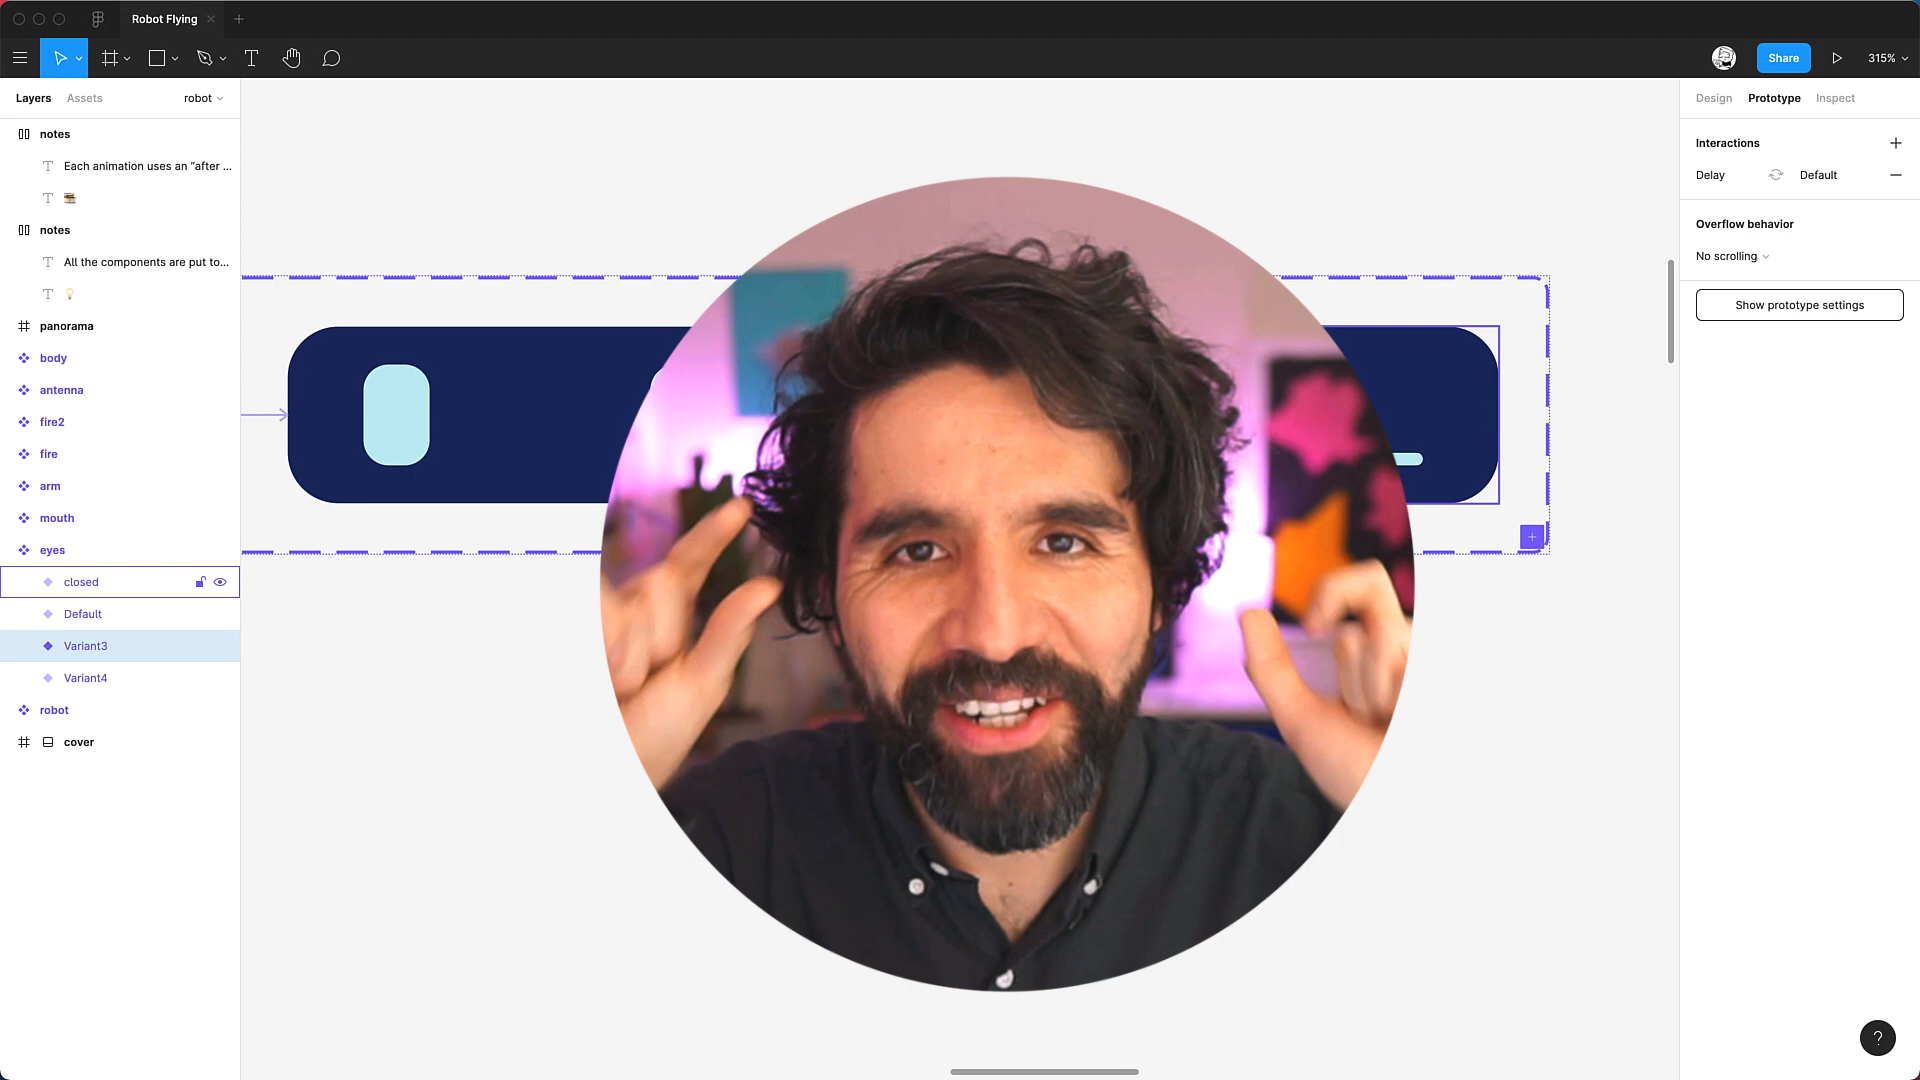 Robot Flying
Share
315%
Layers
Assets
robot
notes
Each animation uses an "after ...
notes
All the components are put to...
panorama
body
antenna
fire2
fire
arm
mouth
eyes
closed
Default
Variant3
Variant4
robot
cover
Design
Prototype
Inspect
Interactions
Delay
Default
Overflow behavior
No scrolling
Show prototype settings
?